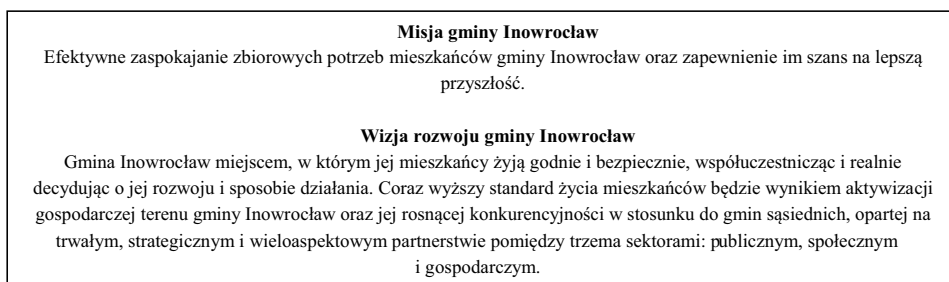 Misja gminy Inowrocław
Efektywne zaspokajanie zbiorowych potrzeb mieszkańców gminy Inowrocław oraz zapewnienie im szans na lepszą
przyszłość.
Wizja rozwoju gminy Inowrocław
Gmina Inowrocław miejscem, w którym jej mieszkańcy żyją godnie i bezpiecznie, współuczestnicząc i realnie
decydując o jej rozwoju i sposobie działania. Coraz wyższy standard życia mieszkańców będzie wynikiem aktywizacji
gospodarczej terenu gminy Inowrocław oraz jej rosnącej konkurencyjności w stosunku do gmin sąsiednich, opartej na
trwałym, strategicznym i wieloaspektowym partnerstwie pomiędzy trzema sektorami: publicznym, społecznym
i gospodarczym.